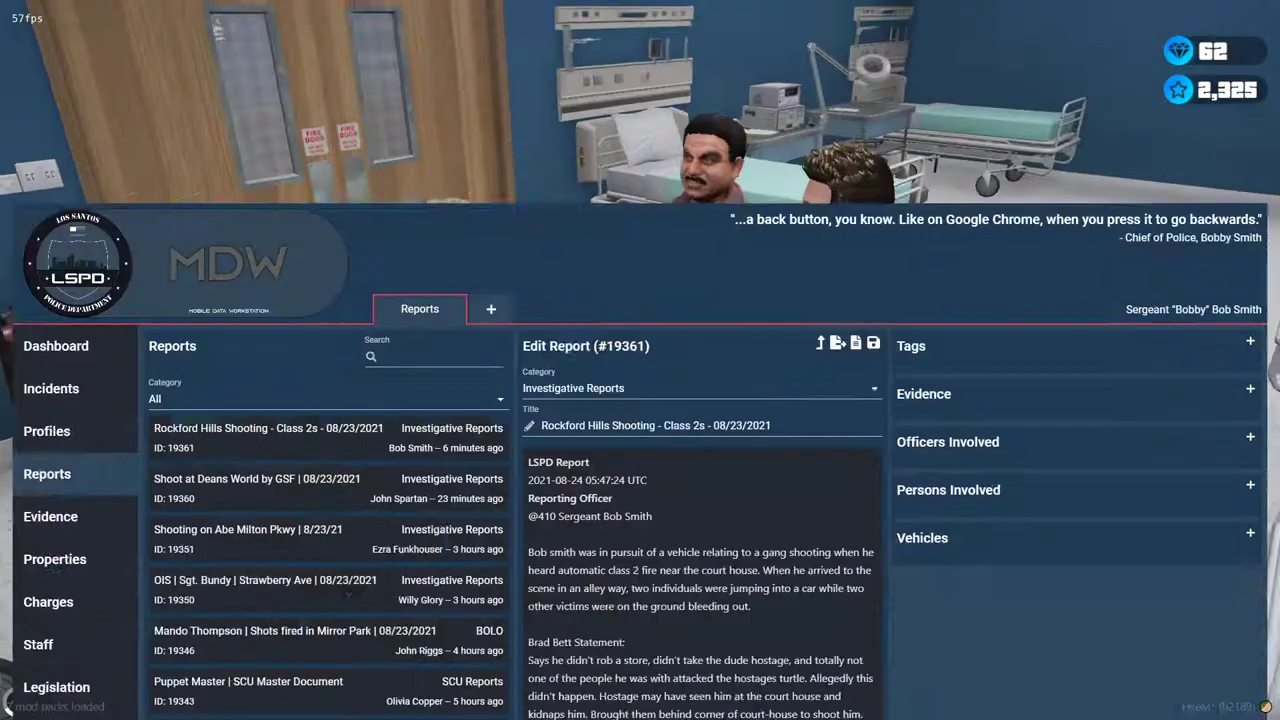 57fps
62
2,325
FIRE DOOR
FIRE DOOR
LOS SANTOS
LSPD
POLICE DEPARTMENT
MDW
MOBILE DATA WORKSTATION
"...a back button, you know. Like on Google Chrome, when you press it to go backwards."
- Chief of Police, Bobby Smith
Reports
+
Sergeant "Bobby" Bob Smith
Dashboard
Incidents
Profiles
Reports
Evidence
Properties
Charges
Staff
Legislation
mod packs loaded
Reports
Search
Category
All
Rockford Hills Shooting - Class 2s - 08/23/2021 Investigative Reports
ID: 19361 Bob Smith – 6 minutes ago
Shoot at Deans World by GSF | 08/23/2021 Investigative Reports
ID: 19360 John Spartan – 23 minutes ago
Shooting on Abe Milton Pkwy | 8/23/21 Investigative Reports
ID: 19351 Ezra Funkhouser – 3 hours ago
OIS | Sgt. Bundy | Strawberry Ave | 08/23/2021 Investigative Reports
ID: 19350 Willy Glory – 3 hours ago
Mando Thompson | Shots fired in Mirror Park | 08/23/2021 BOLO
ID: 19346 John Riggs – 4 hours ago
Puppet Master | SCU Master Document SCU Reports
ID: 19343 Olivia Copper – 5 hours ago
Edit Report (#19361)
Category
Investigative Reports
Title
Rockford Hills Shooting - Class 2s - 08/23/2021
LSPD Report
2021-08-24 05:47:24 UTC
Reporting Officer
@410 Sergeant Bob Smith
Bob smith was in pursuit of a vehicle relating to a gang shooting when he
heard automatic class 2 fire near the court house. When he arrived to the
scene in an alley way, two individuals were jumping into a car while two
other victims were on the ground bleeding out.
Brad Bett Statement:
Says he didn't rob a store, didn't take the dude hostage, and totally not
one of the people he was with attacked the hostages turtle. Allegedly this
didn't happen. Hostage may have seen him at the court house and
kidnaps him. Brought them behind corner of court-house to shoot him.
Tags +
Evidence +
Officers Involved +
Persons Involved +
Vehicles +